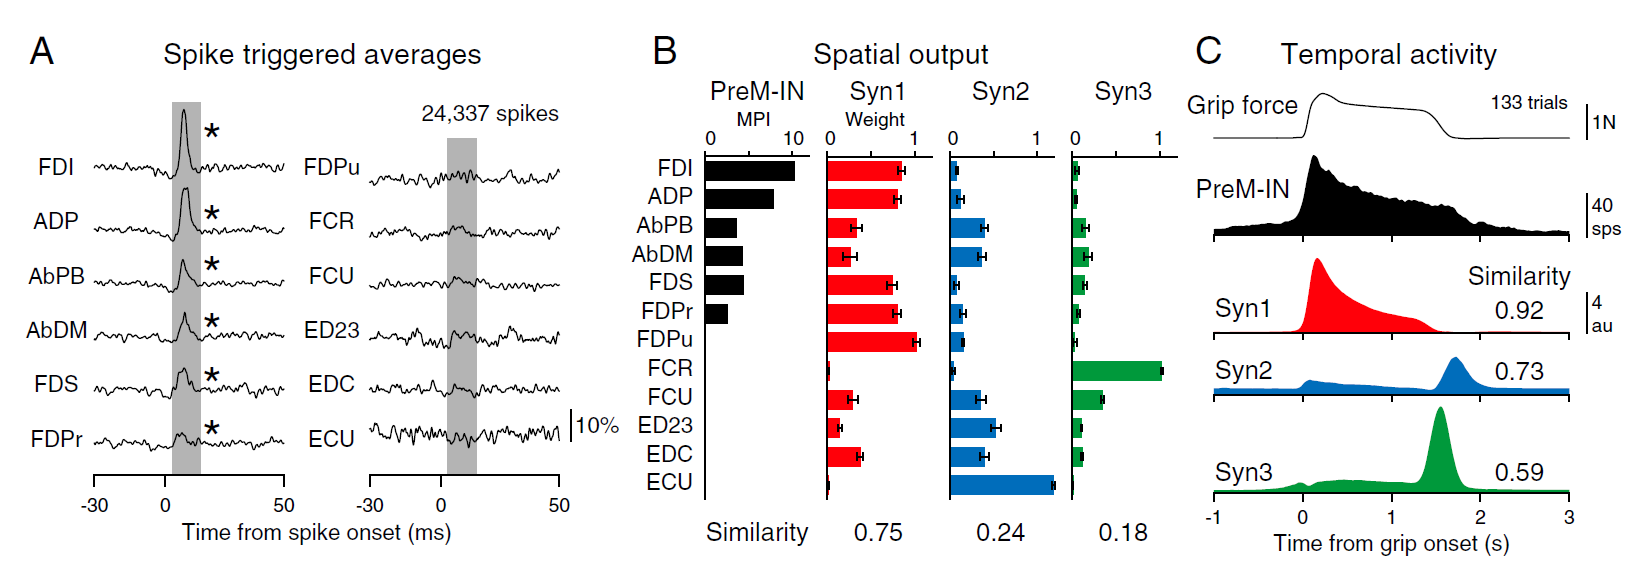 A
Spike triggered averages
24,337 spikes
FDI
*
ADP
*
AbPB
*
AbDM
*
FDS
*
FDPr
*
FDPu
FCR
FCU
ED23
EDC
ECU
10%
-30 0 50
-30 0 50
Time from spike onset (ms)
B
Spatial output
PreM-IN Syn1 Syn2 Syn3
MPI Weight
0 10 0 1 0 1 0 1
FDI
ADP
AbPB
AbDM
FDS
FDPr
FDPu
FCR
FCU
ED23
EDC
ECU
Similarity 0.75 0.24 0.18
C
Temporal activity
Grip force
133 trials
1N
PreM-IN
40
sps
Similarity
Syn1 0.92
4
au
Syn2 0.73
Syn3 0.59
-1 0 1 2 3
Time from grip onset (s)